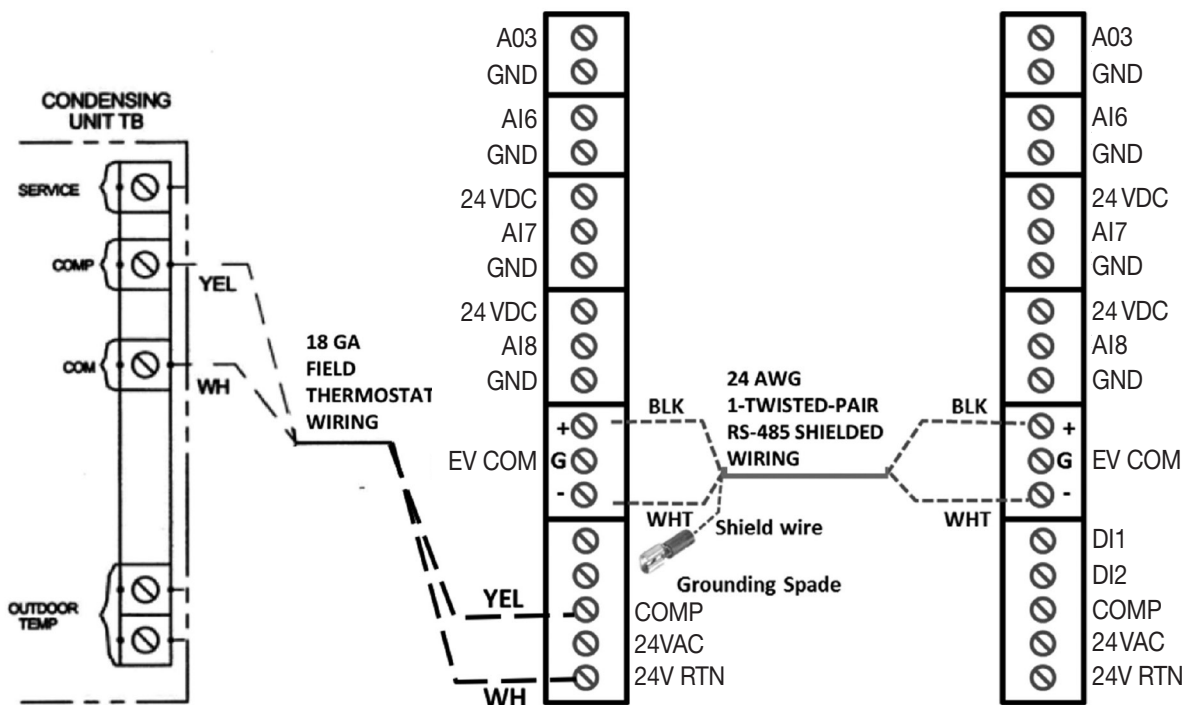 CONDENSING
UNIT TB
SERVICE
COMP
COM
OUTDOOR
TEMP
YEL
WH
18 GA
FIELD
THERMOSTAT
WIRING
YEL
WH
A03
GND
AI6
GND
24 VDC
AI7
GND
24 VDC
AI8
GND
+
EV COM G
-
COMP
24VAC
24V RTN
BLK
WHT
24 AWG
1-TWISTED-PAIR
RS-485 SHIELDED
WIRING
Shield wire
Grounding Spade
BLK
WHT
A03
GND
AI6
GND
24 VDC
AI7
GND
24 VDC
AI8
GND
+
G EV COM
-
DI1
DI2
COMP
24VAC
24V RTN